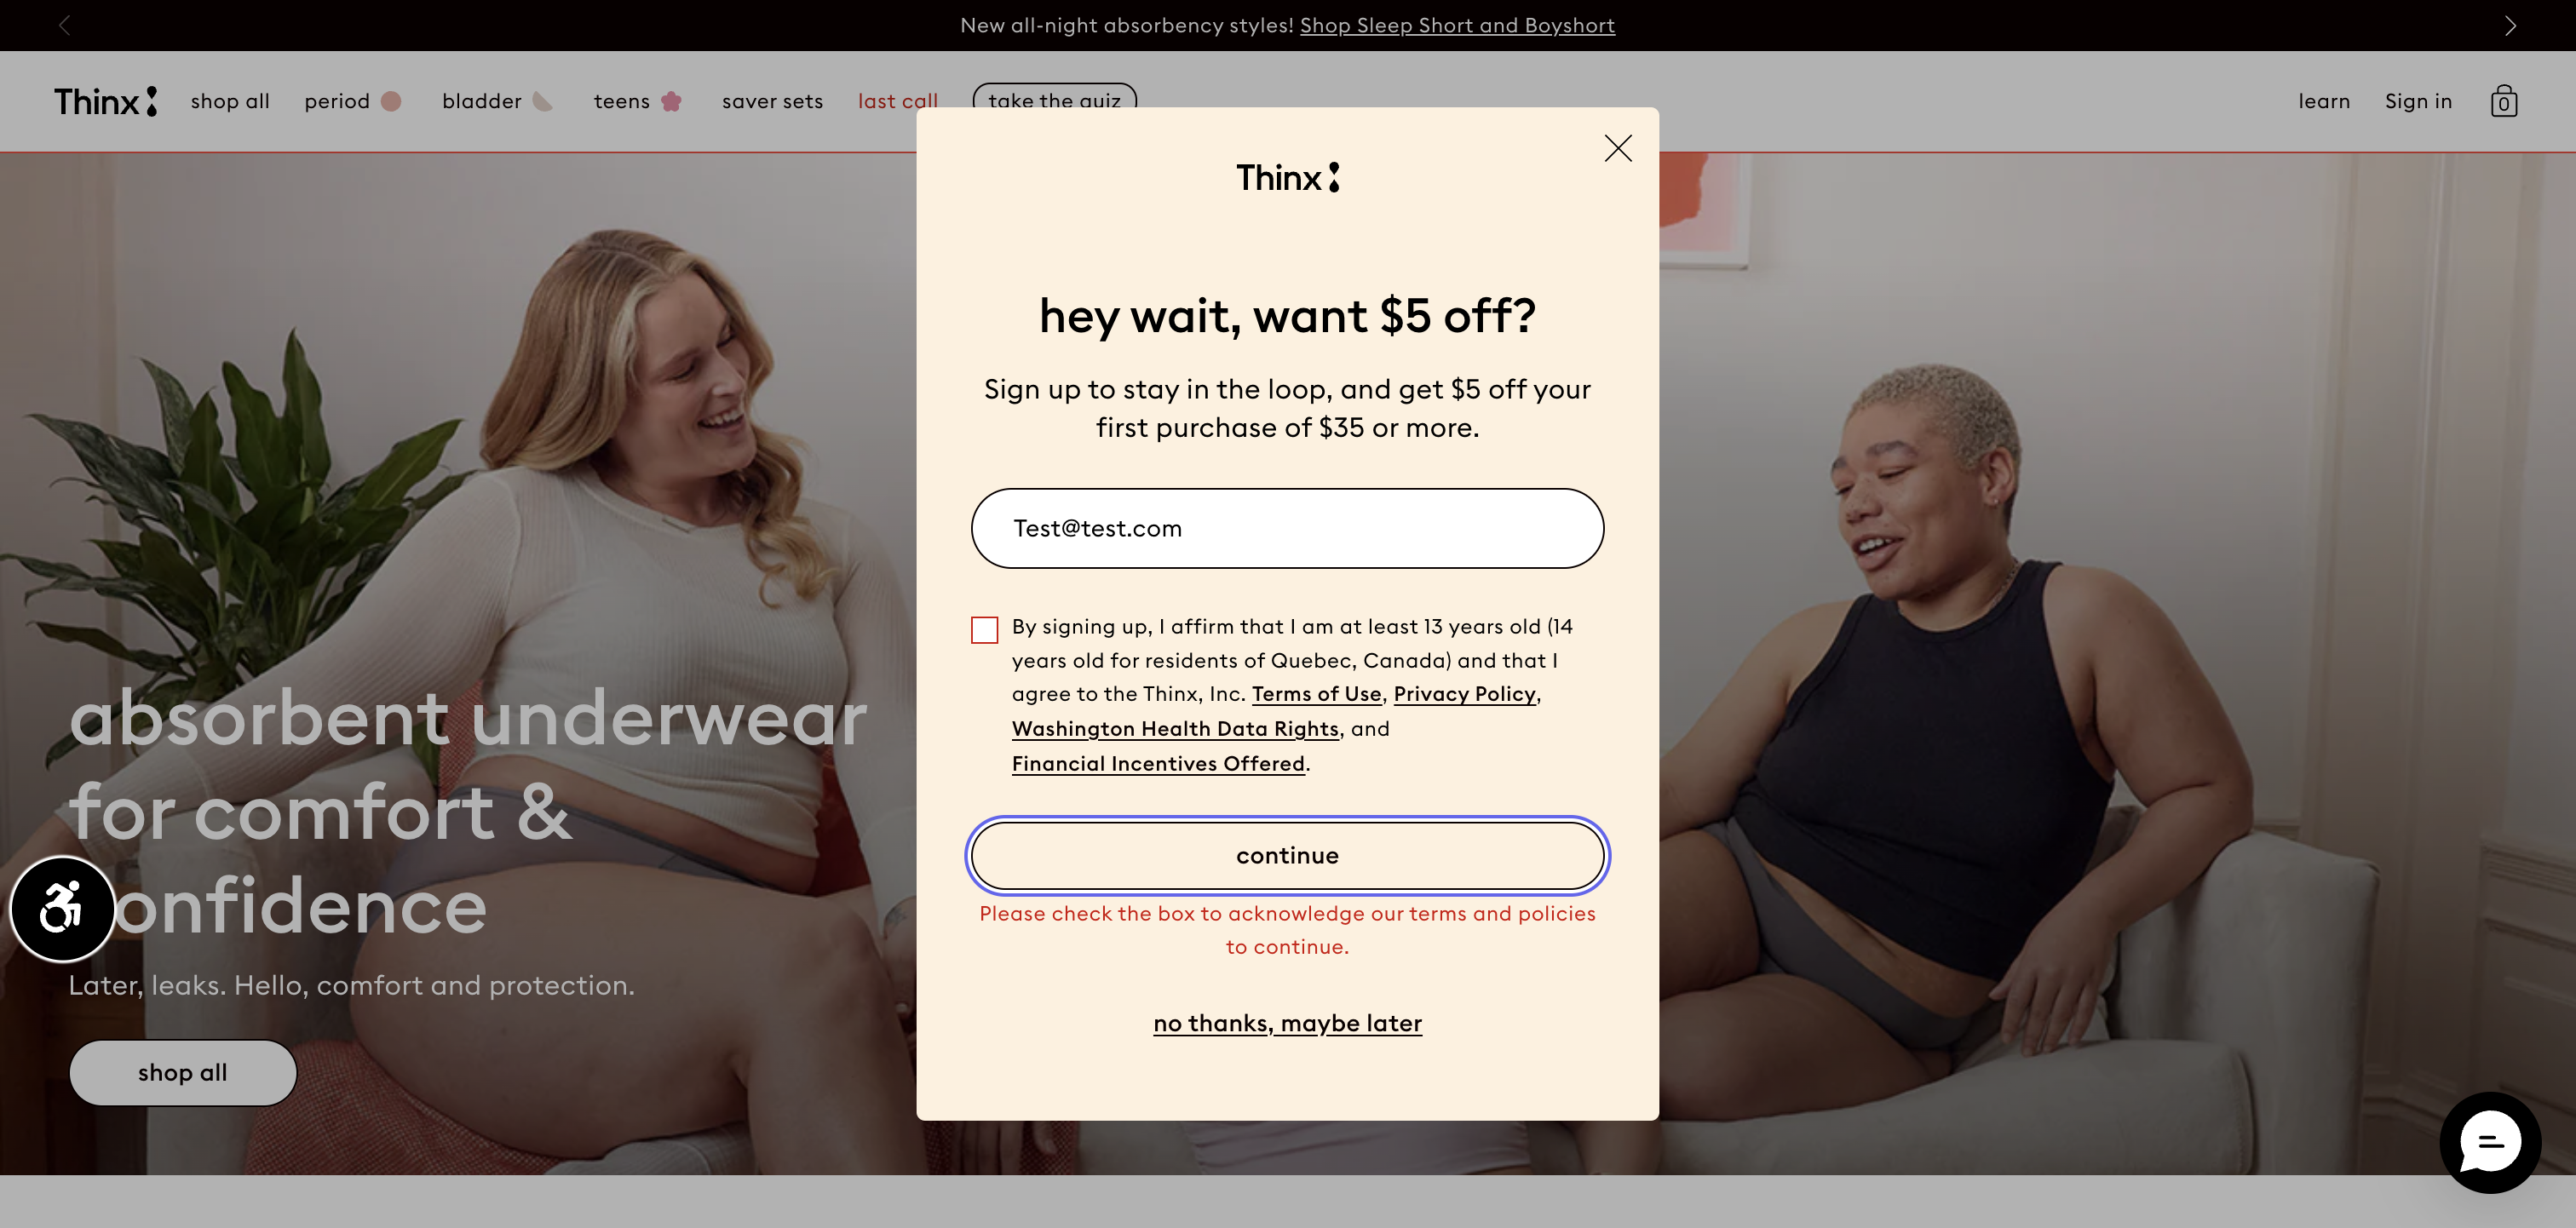 New all-night absorbency styles! Shop Sleep Short and Boyshort
Thinx shop all period bladder teens saver sets last call take the quiz learn Sign in 0
Thinx
hey wait, want $5 off?
Sign up to stay in the loop, and get $5 off your
first purchase of $35 or more.
Test@test.com
By signing up, I affirm that I am at least 13 years old (14
years old for residents of Quebec, Canada) and that I
agree to the Thinx, Inc. Terms of Use, Privacy Policy,
Washington Health Data Rights, and
Financial Incentives Offered.
continue
Please check the box to acknowledge our terms and policies
to continue.
no thanks, maybe later
absorbent underwear
for comfort &
onfidence
Later, leaks. Hello, comfort and protection.
shop all